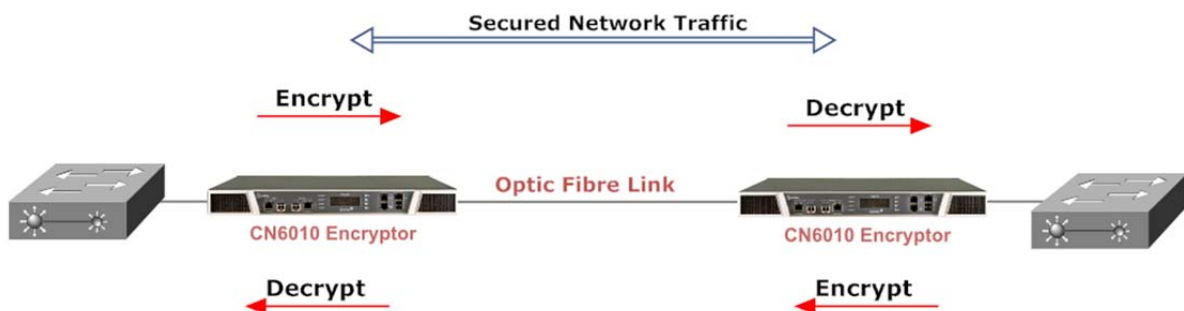 Secured Network Traffic
Encrypt
Decrypt
Optic Fibre Link
CN6010 Encryptor
CN6010 Encryptor
Decrypt
Encrypt